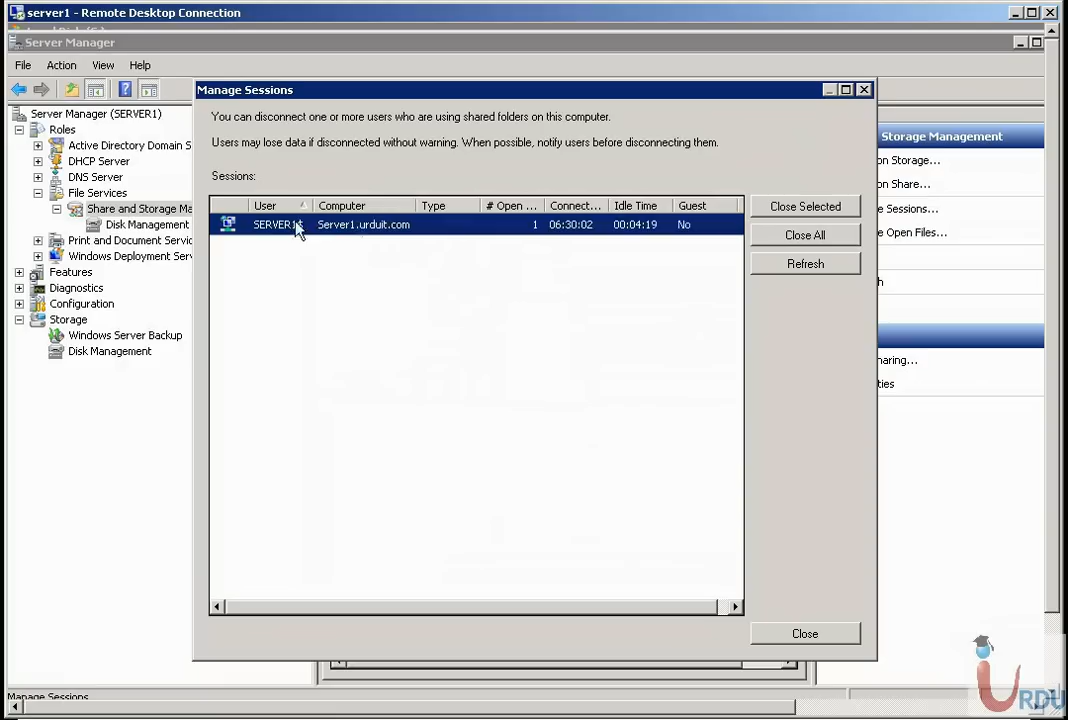 server1 - Remote Desktop Connection
Server Manager
File Action View Help
Server Manager (SERVER1)
Roles
Active Directory Domain S
DHCP Server
DNS Server
File Services
Share and Storage Ma
Disk Management
Print and Document Servic
Windows Deployment Serv
Features
Diagnostics
Configuration
Storage
Windows Server Backup
Disk Management
Manage Sessions
You can disconnect one or more users who are using shared folders on this computer.
Users may lose data if disconnected without warning. When possible, notify users before disconnecting them.
Sessions:
User Computer Type # Open ... Connect... Idle Time Guest
SERVER1$ Server1.urduit.com 1 06:30:02 00:04:19 No
Close Selected
Close All
Refresh
Close
Storage Management
on Storage...
on Share...
e Sessions...
e Open Files...
h
haring...
ties
Manage Sessions
URDU